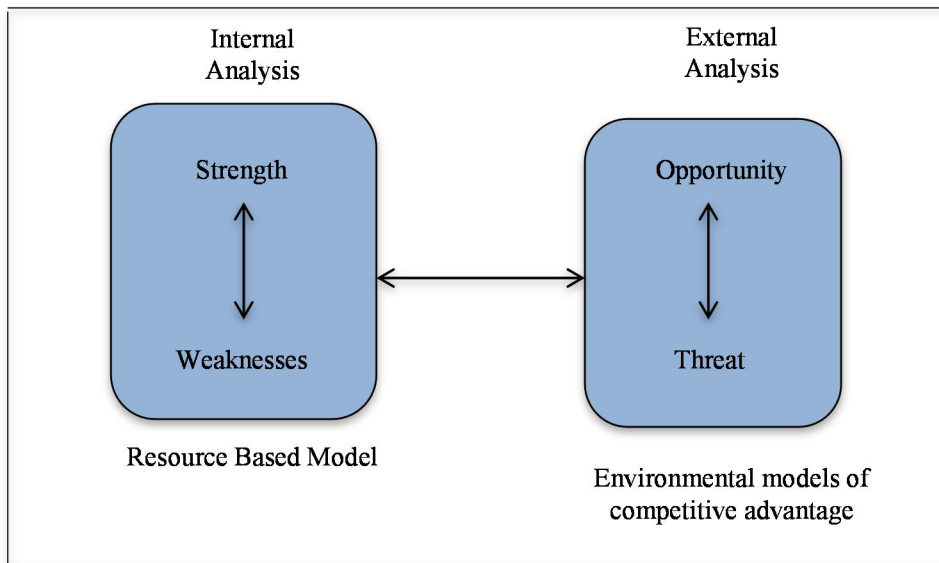 Internal
Analysis
External
Analysis
Strength
Weaknesses
Opportunity
Threat
Resource Based Model
Environmental models of
competitive advantage